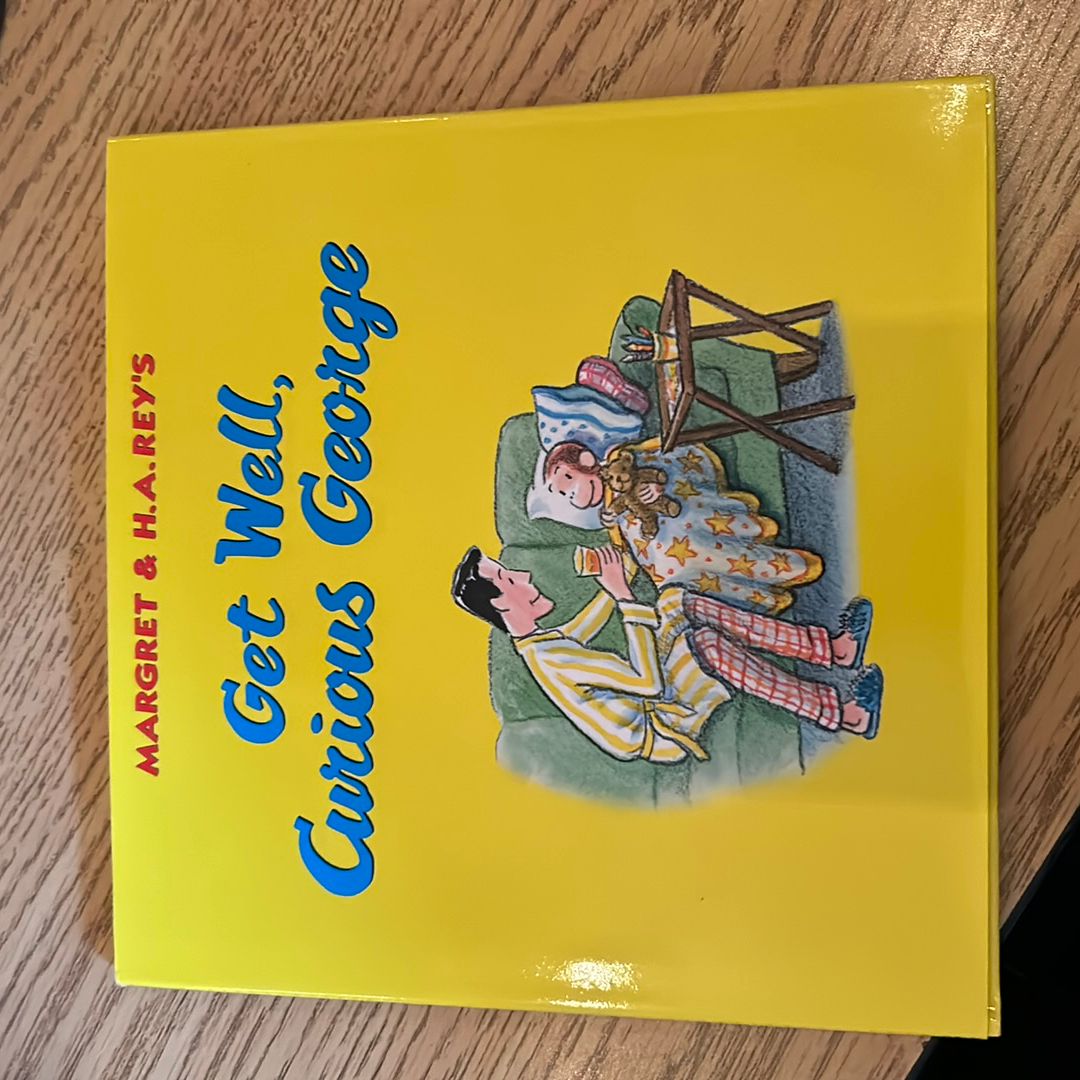 MARGRET & H.A.REY'S
Get Well,
Curious George